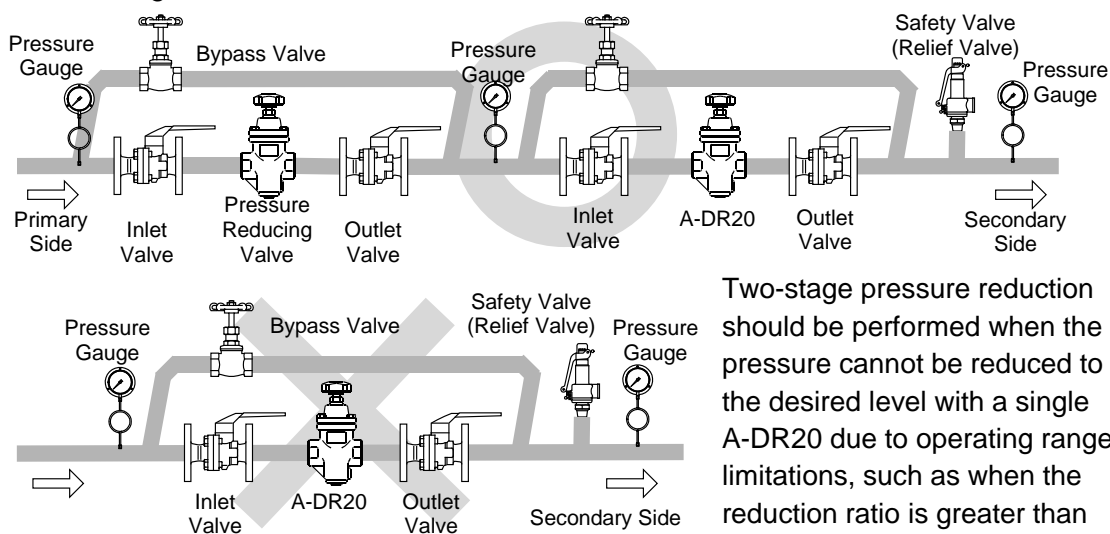 Pressure
Gauge
Bypass Valve
Pressure
Gauge
Safety Valve
(Relief Valve)
Pressure
Gauge
Primary
Side
Inlet
Valve
Pressure
Reducing
Valve
Outlet
Valve
Inlet
Valve
A-DR20
Outlet
Valve
Secondary
Side
Pressure
Gauge
Bypass Valve
Safety Valve
(Relief Valve)
Pressure
Gauge
Inlet
Valve
A-DR20
Outlet
Valve
Secondary Side
Two-stage pressure reduction
should be performed when the
pressure cannot be reduced to
the desired level with a single
A-DR20 due to operating range
limitations, such as when the
reduction ratio is greater than